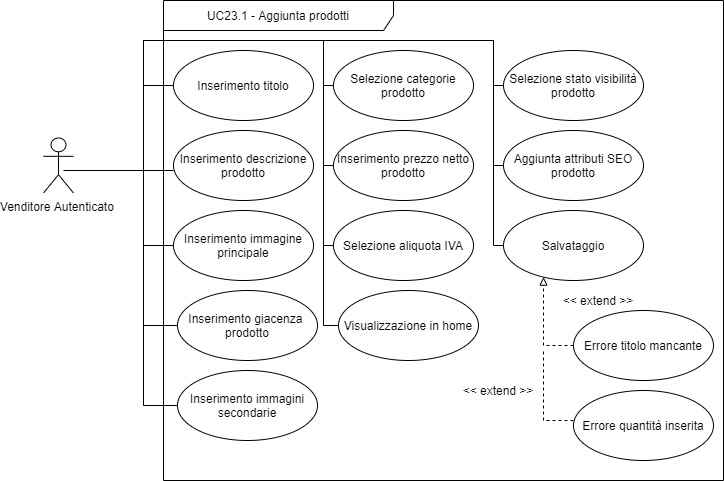 UC23.1 - Aggiunta prodotti
Inserimento titolo
Selezione categorie
prodotto
Selezione stato visibilità
prodotto
Inserimento descrizione
prodotto
Inserimento prezzo netto
prodotto
Aggiunta attributi SEO
prodotto
Venditore Autenticato
Inserimento immagine
principale
Selezione aliquota IVA
Salvataggio
<< extend >>
Inserimento giacenza
prodotto
Visualizzazione in home
Errore titolo mancante
<< extend >>
Inserimento immagini
secondarie
Errore quantità inserita